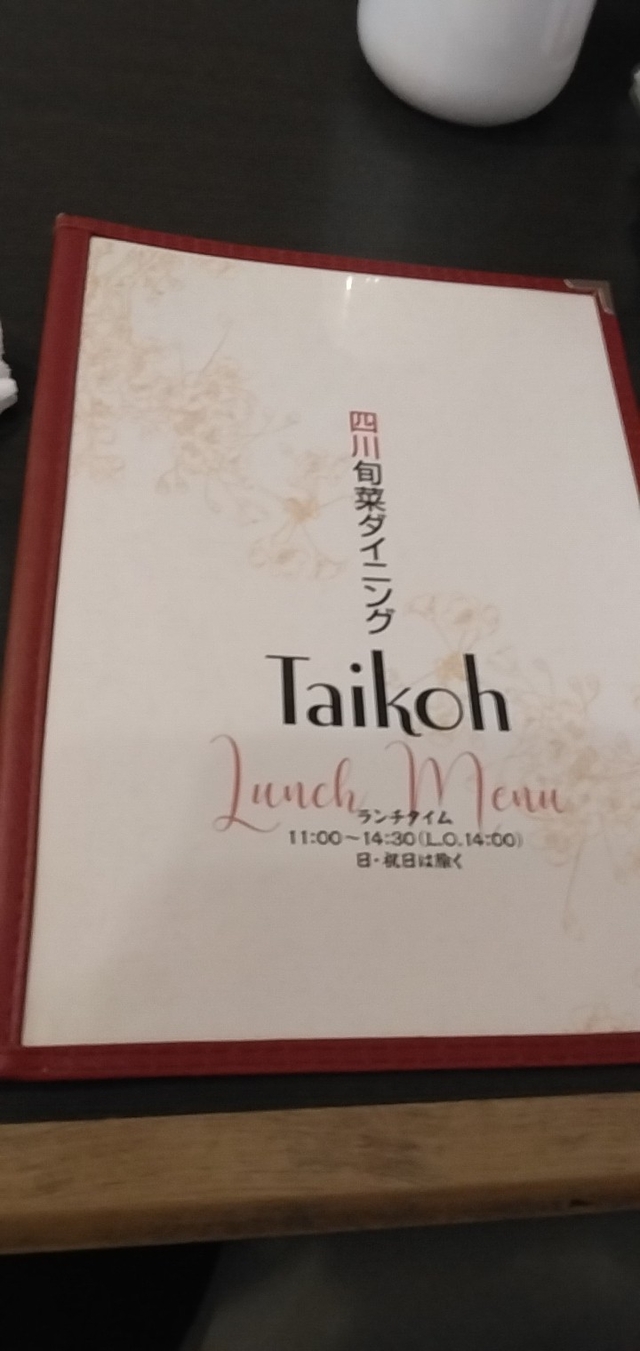 四川旬菜ダイニング
Taikoh
Lunch Menu
ランチタイム
11:00～14:30(L.O.14:00)
日・祝日は除く